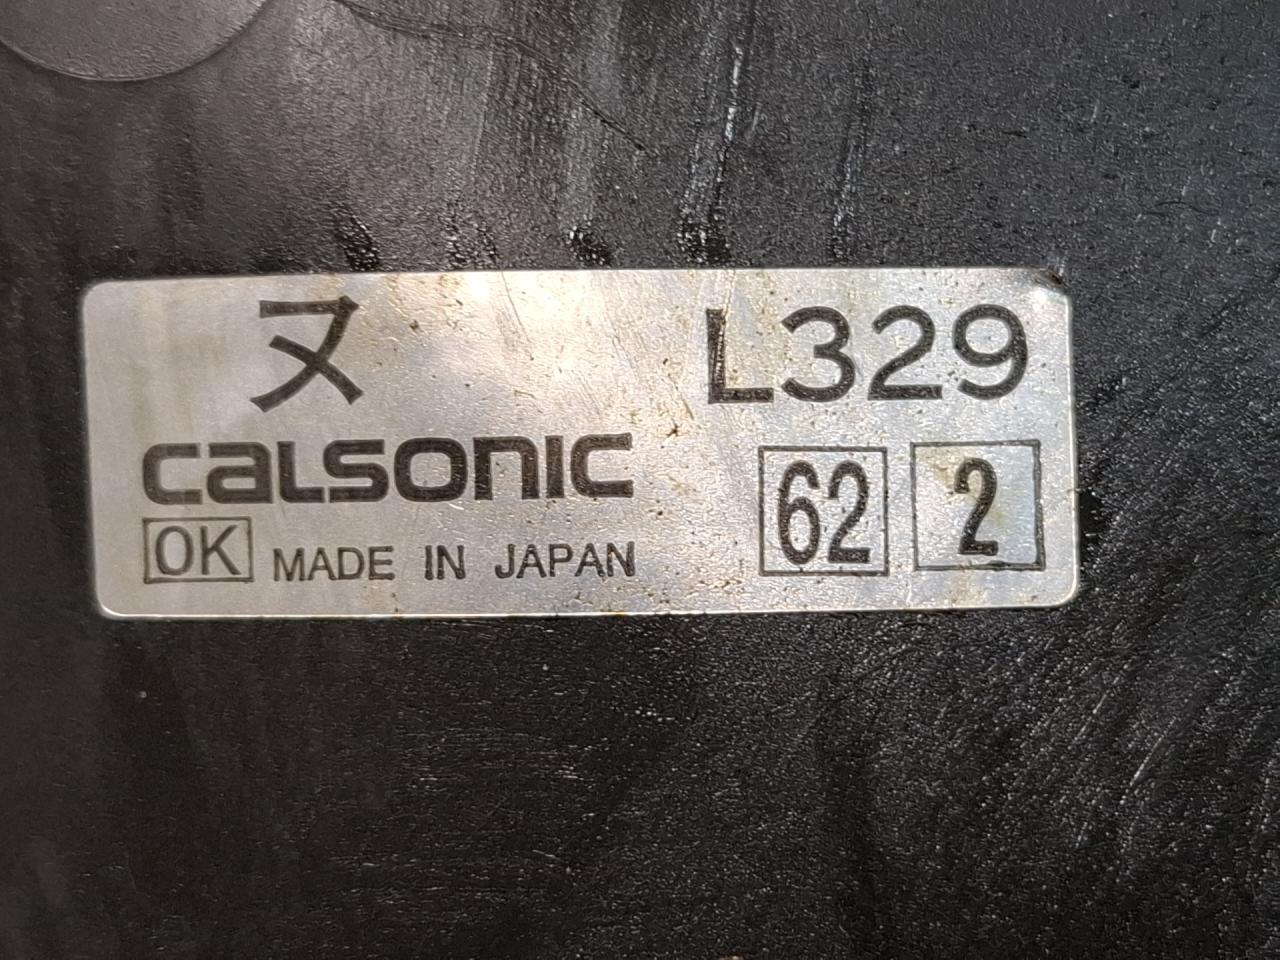 ヌ L329
CALSONIC 62 2
OK MADE IN JAPAN